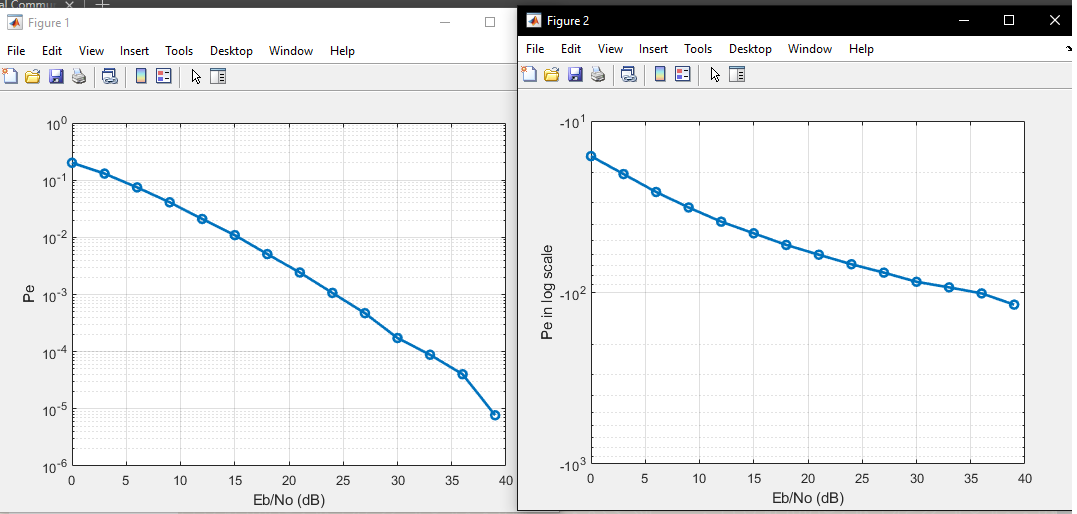 al Commu
Figure 1
File Edit View Insert Tools Desktop Window Help
10^0
10^-1
10^-2
10^-3
10^-4
10^-5
10^-6
Pe
0 5 10 15 20 25 30 35 40
Eb/No (dB)
Figure 2
File Edit View Insert Tools Desktop Window Help
-10^1
-10^2
-10^3
Pe in log scale
0 5 10 15 20 25 30 35 40
Eb/No (dB)